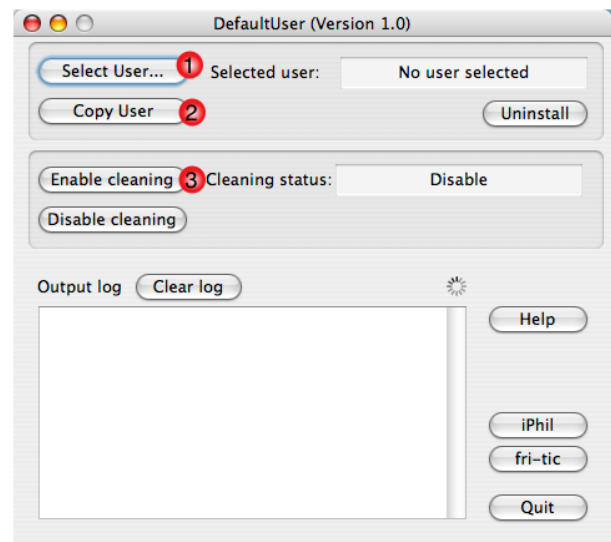 DefaultUser (Version 1.0)
Select User... 1 Selected user: No user selected
Copy User 2 Uninstall
Enable cleaning 3 Cleaning status: Disable
Disable cleaning
Output log Clear log
Help
iPhil
fri-tic
Quit